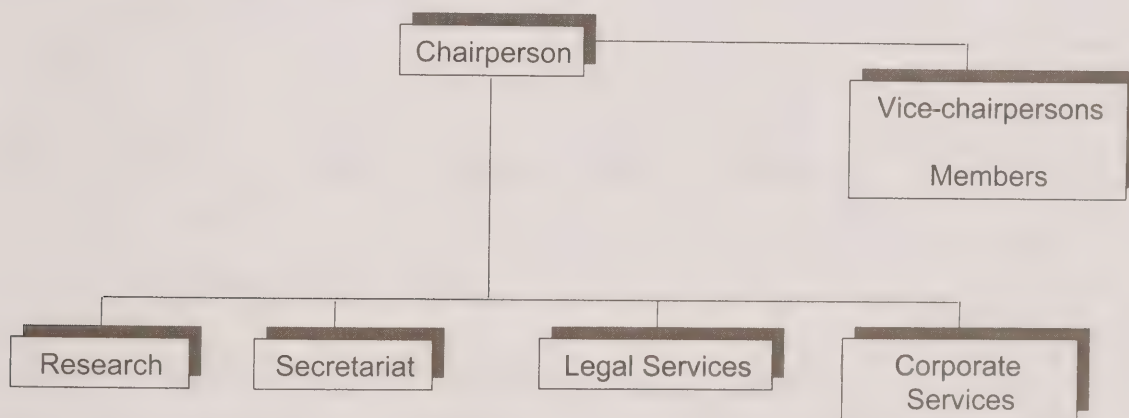 Chairperson
Vice-chairpersons
Members
Research
Secretariat
Legal Services
Corporate
Services